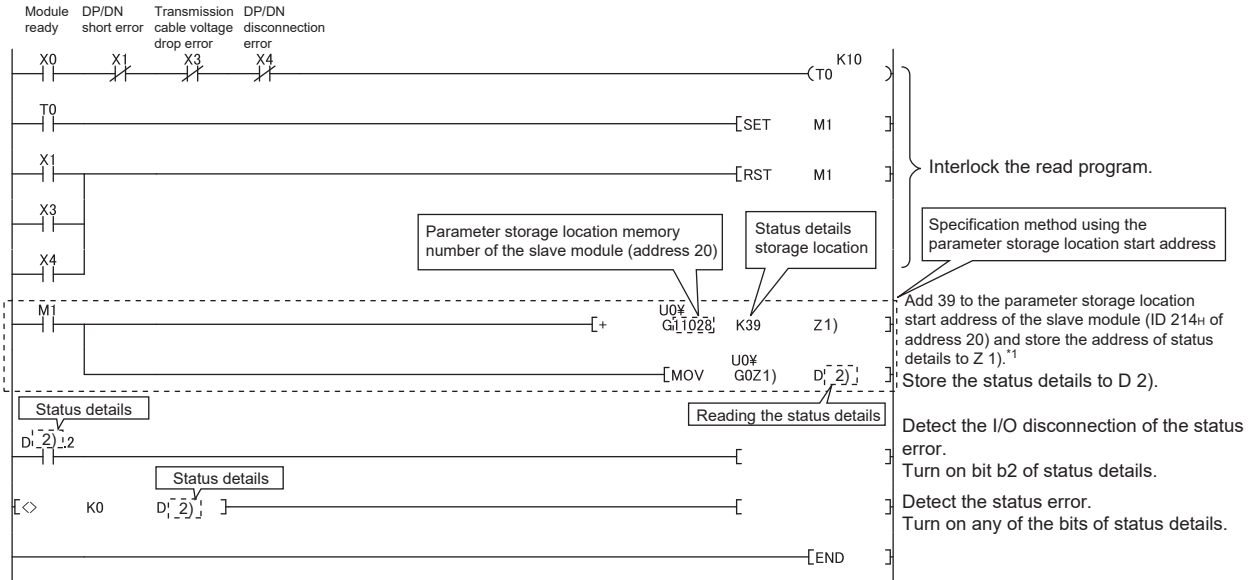 Module ready
DP/DN short error
Transmission cable voltage drop error
DP/DN disconnection error
X0 X1 X3 X4 K10
(T0 )
T0
[SET M1 ]
X1
[RST M1 ]
X3
X4
Interlock the read program.
Parameter storage location memory
number of the slave module (address 20)
Status details
storage location
Specification method using the
parameter storage location start address
M1 U0¥
[+ G11028 K39 Z1) ]
U0¥
[MOV G0Z1) D 2) ]
Add 39 to the parameter storage location
start address of the slave module (ID 214H of
address 20) and store the address of status
details to Z 1).*1
Store the status details to D 2).
Reading the status details
Status details
D 2) .2
[ ]
Detect the I/O disconnection of the status
error.
Turn on bit b2 of status details.
Status details
[<> K0 D 2) ] [ ]
Detect the status error.
Turn on any of the bits of status details.
[END ]